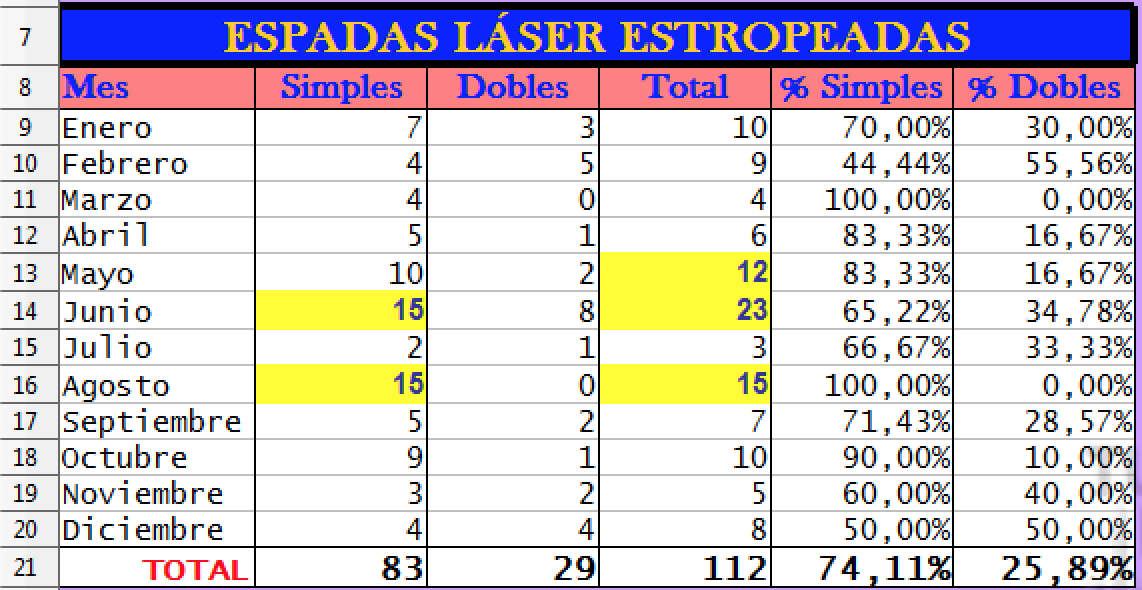 7 ESPADAS LÁSER ESTROPEADAS
8 Mes Simples Dobles Total % Simples % Dobles
9 Enero 7 3 10 70,00% 30,00%
10 Febrero 4 5 9 44,44% 55,56%
11 Marzo 4 0 4 100,00% 0,00%
12 Abril 5 1 6 83,33% 16,67%
13 Mayo 10 2 12 83,33% 16,67%
14 Junio 15 8 23 65,22% 34,78%
15 Julio 2 1 3 66,67% 33,33%
16 Agosto 15 0 15 100,00% 0,00%
17 Septiembre 5 2 7 71,43% 28,57%
18 Octubre 9 1 10 90,00% 10,00%
19 Noviembre 3 2 5 60,00% 40,00%
20 Diciembre 4 4 8 50,00% 50,00%
21 TOTAL 83 29 112 74,11% 25,89%